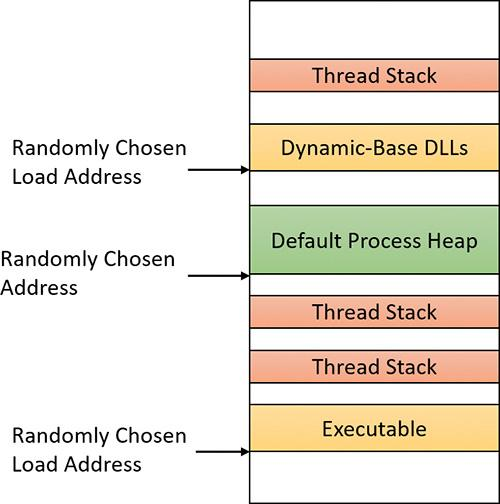 Thread Stack
Randomly Chosen
Load Address
Dynamic-Base DLLs
Default Process Heap
Randomly Chosen
Address
Thread Stack
Thread Stack
Randomly Chosen
Load Address
Executable